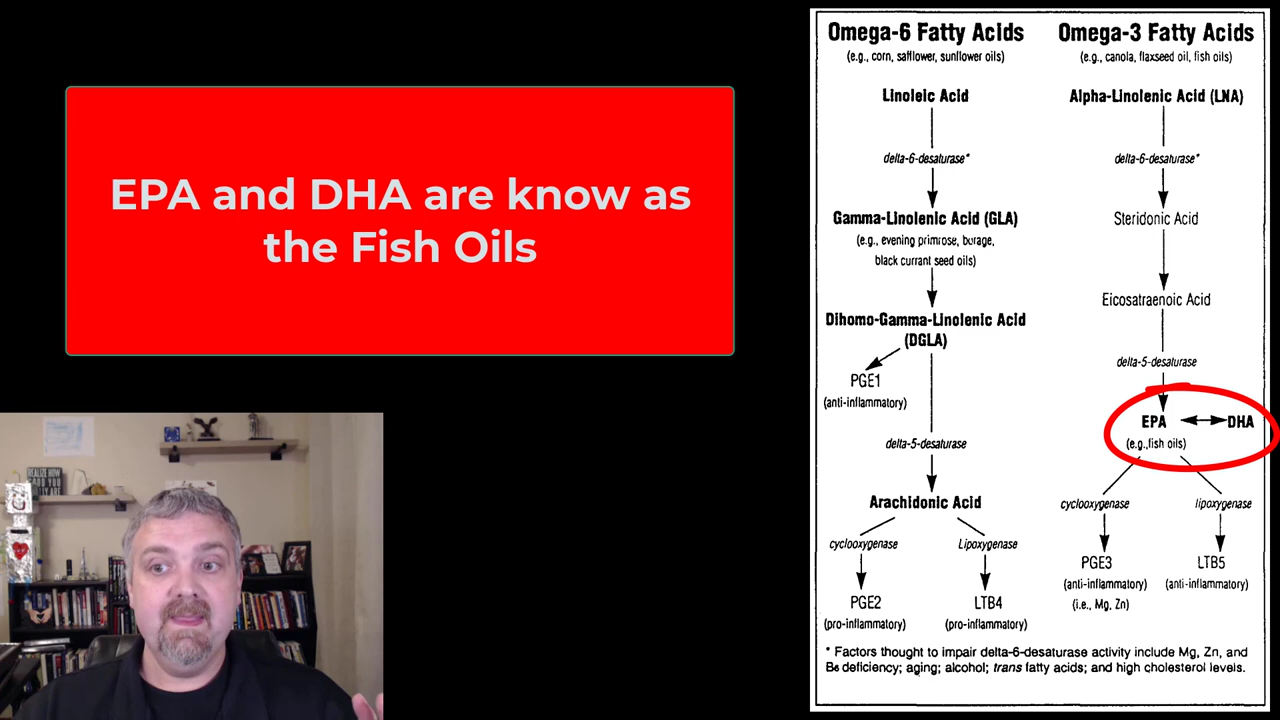 EPA and DHA are know as
the Fish Oils
Omega-6 Fatty Acids
(e.g., corn, safflower, sunflower oils)
Linoleic Acid
delta-6-desaturase*
Gamma-Linolenic Acid (GLA)
(e.g., evening primrose, borage,
black currant seed oils)
Dihomo-Gamma-Linolenic Acid
(DGLA)
PGE1
(anti-inflammatory)
delta-5-desaturase
Arachidonic Acid
cyclooxygenase
Lipoxygenase
PGE2
(pro-inflammatory)
LTB4
(pro-inflammatory)
Omega-3 Fatty Acids
(e.g., canola, flaxseed oil, fish oils)
Alpha-Linolenic Acid (LNA)
delta-6-desaturase*
Steridonic Acid
Eicosatraenoic Acid
delta-5-desaturase
EPA DHA
(e.g.,fish oils)
cyclooxygenase
lipoxygenase
PGE3
(anti-inflammatory)
(i.e., Mg, Zn)
LTB5
(anti-inflammatory)
* Factors thought to impair delta-6-desaturase activity include Mg, Zn, and
B6 deficiency; aging; alcohol; trans fatty acids; and high cholesterol levels.
REALIZE HOW
GOOD YOU